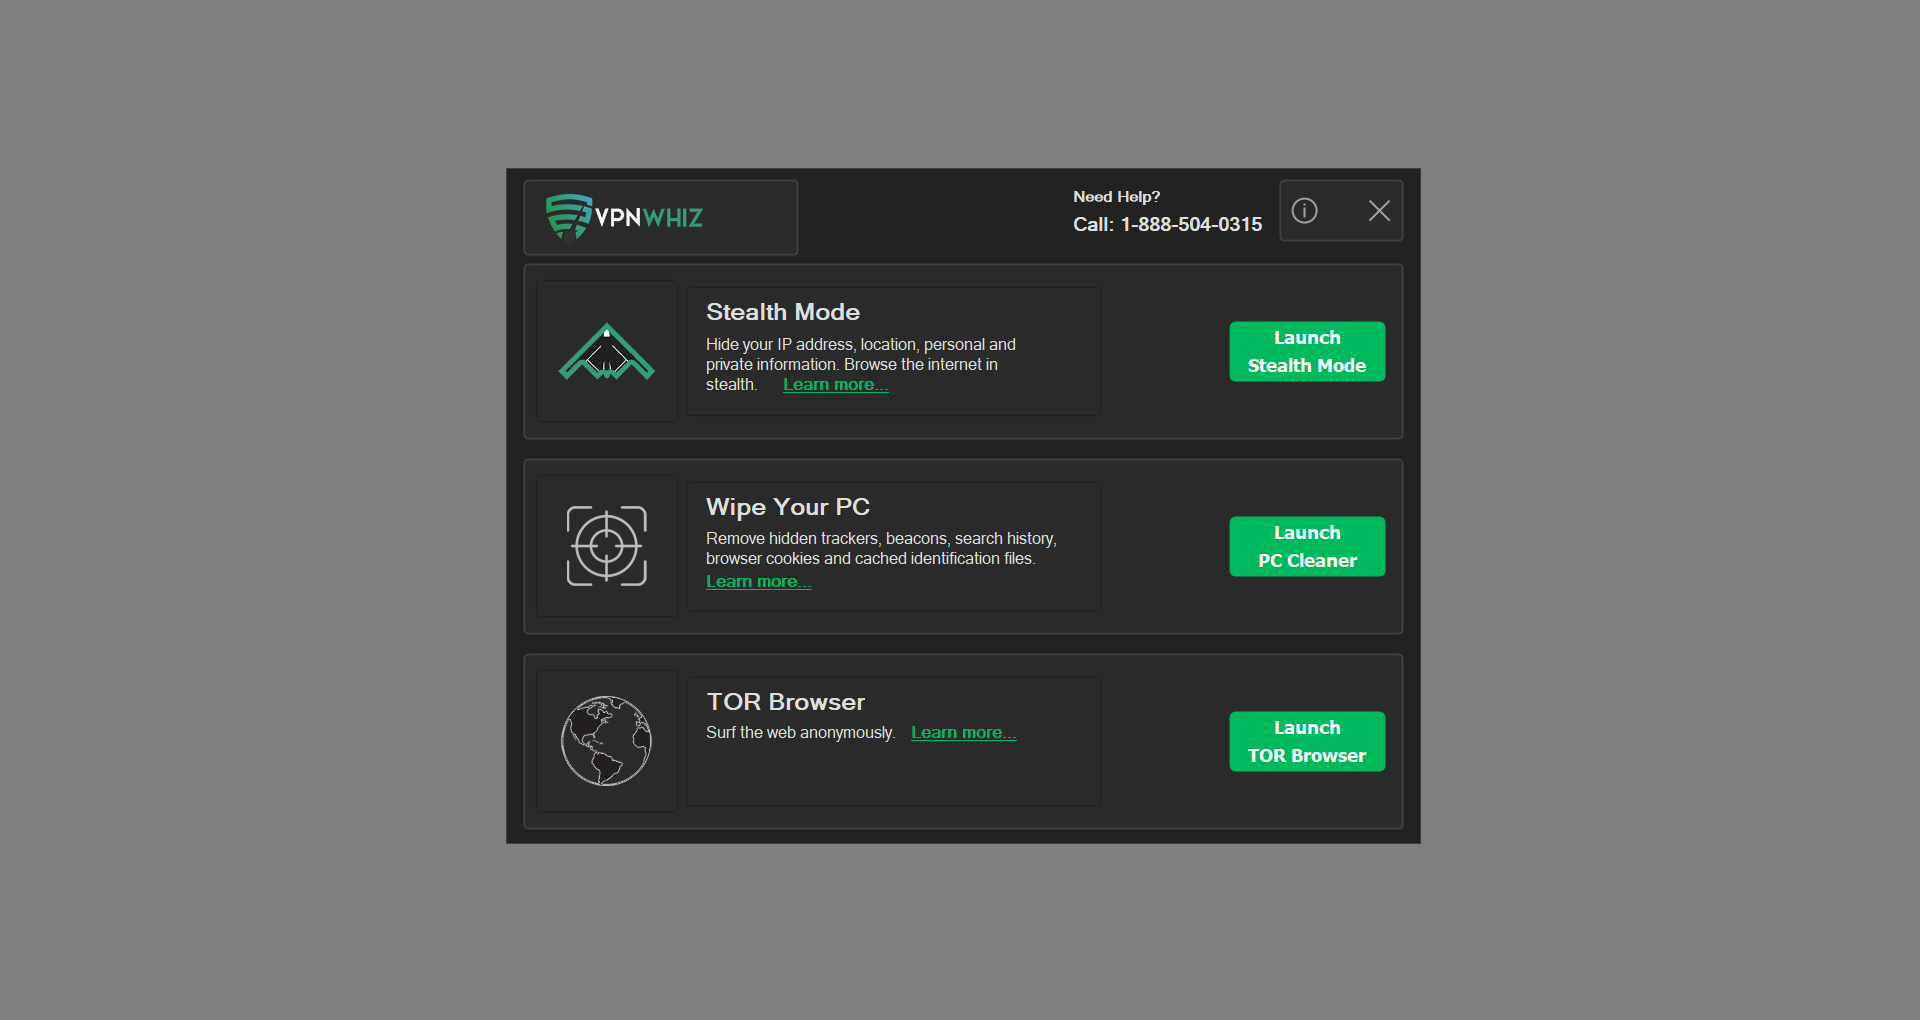 VPNWHIZ
Need Help?
Call: 1-888-504-0315
Stealth Mode
Hide your IP address, location, personal and
private information. Browse the internet in
stealth. Learn more...
Launch
Stealth Mode
Wipe Your PC
Remove hidden trackers, beacons, search history,
browser cookies and cached identification files.
Learn more...
Launch
PC Cleaner
TOR Browser
Surf the web anonymously. Learn more...
Launch
TOR Browser